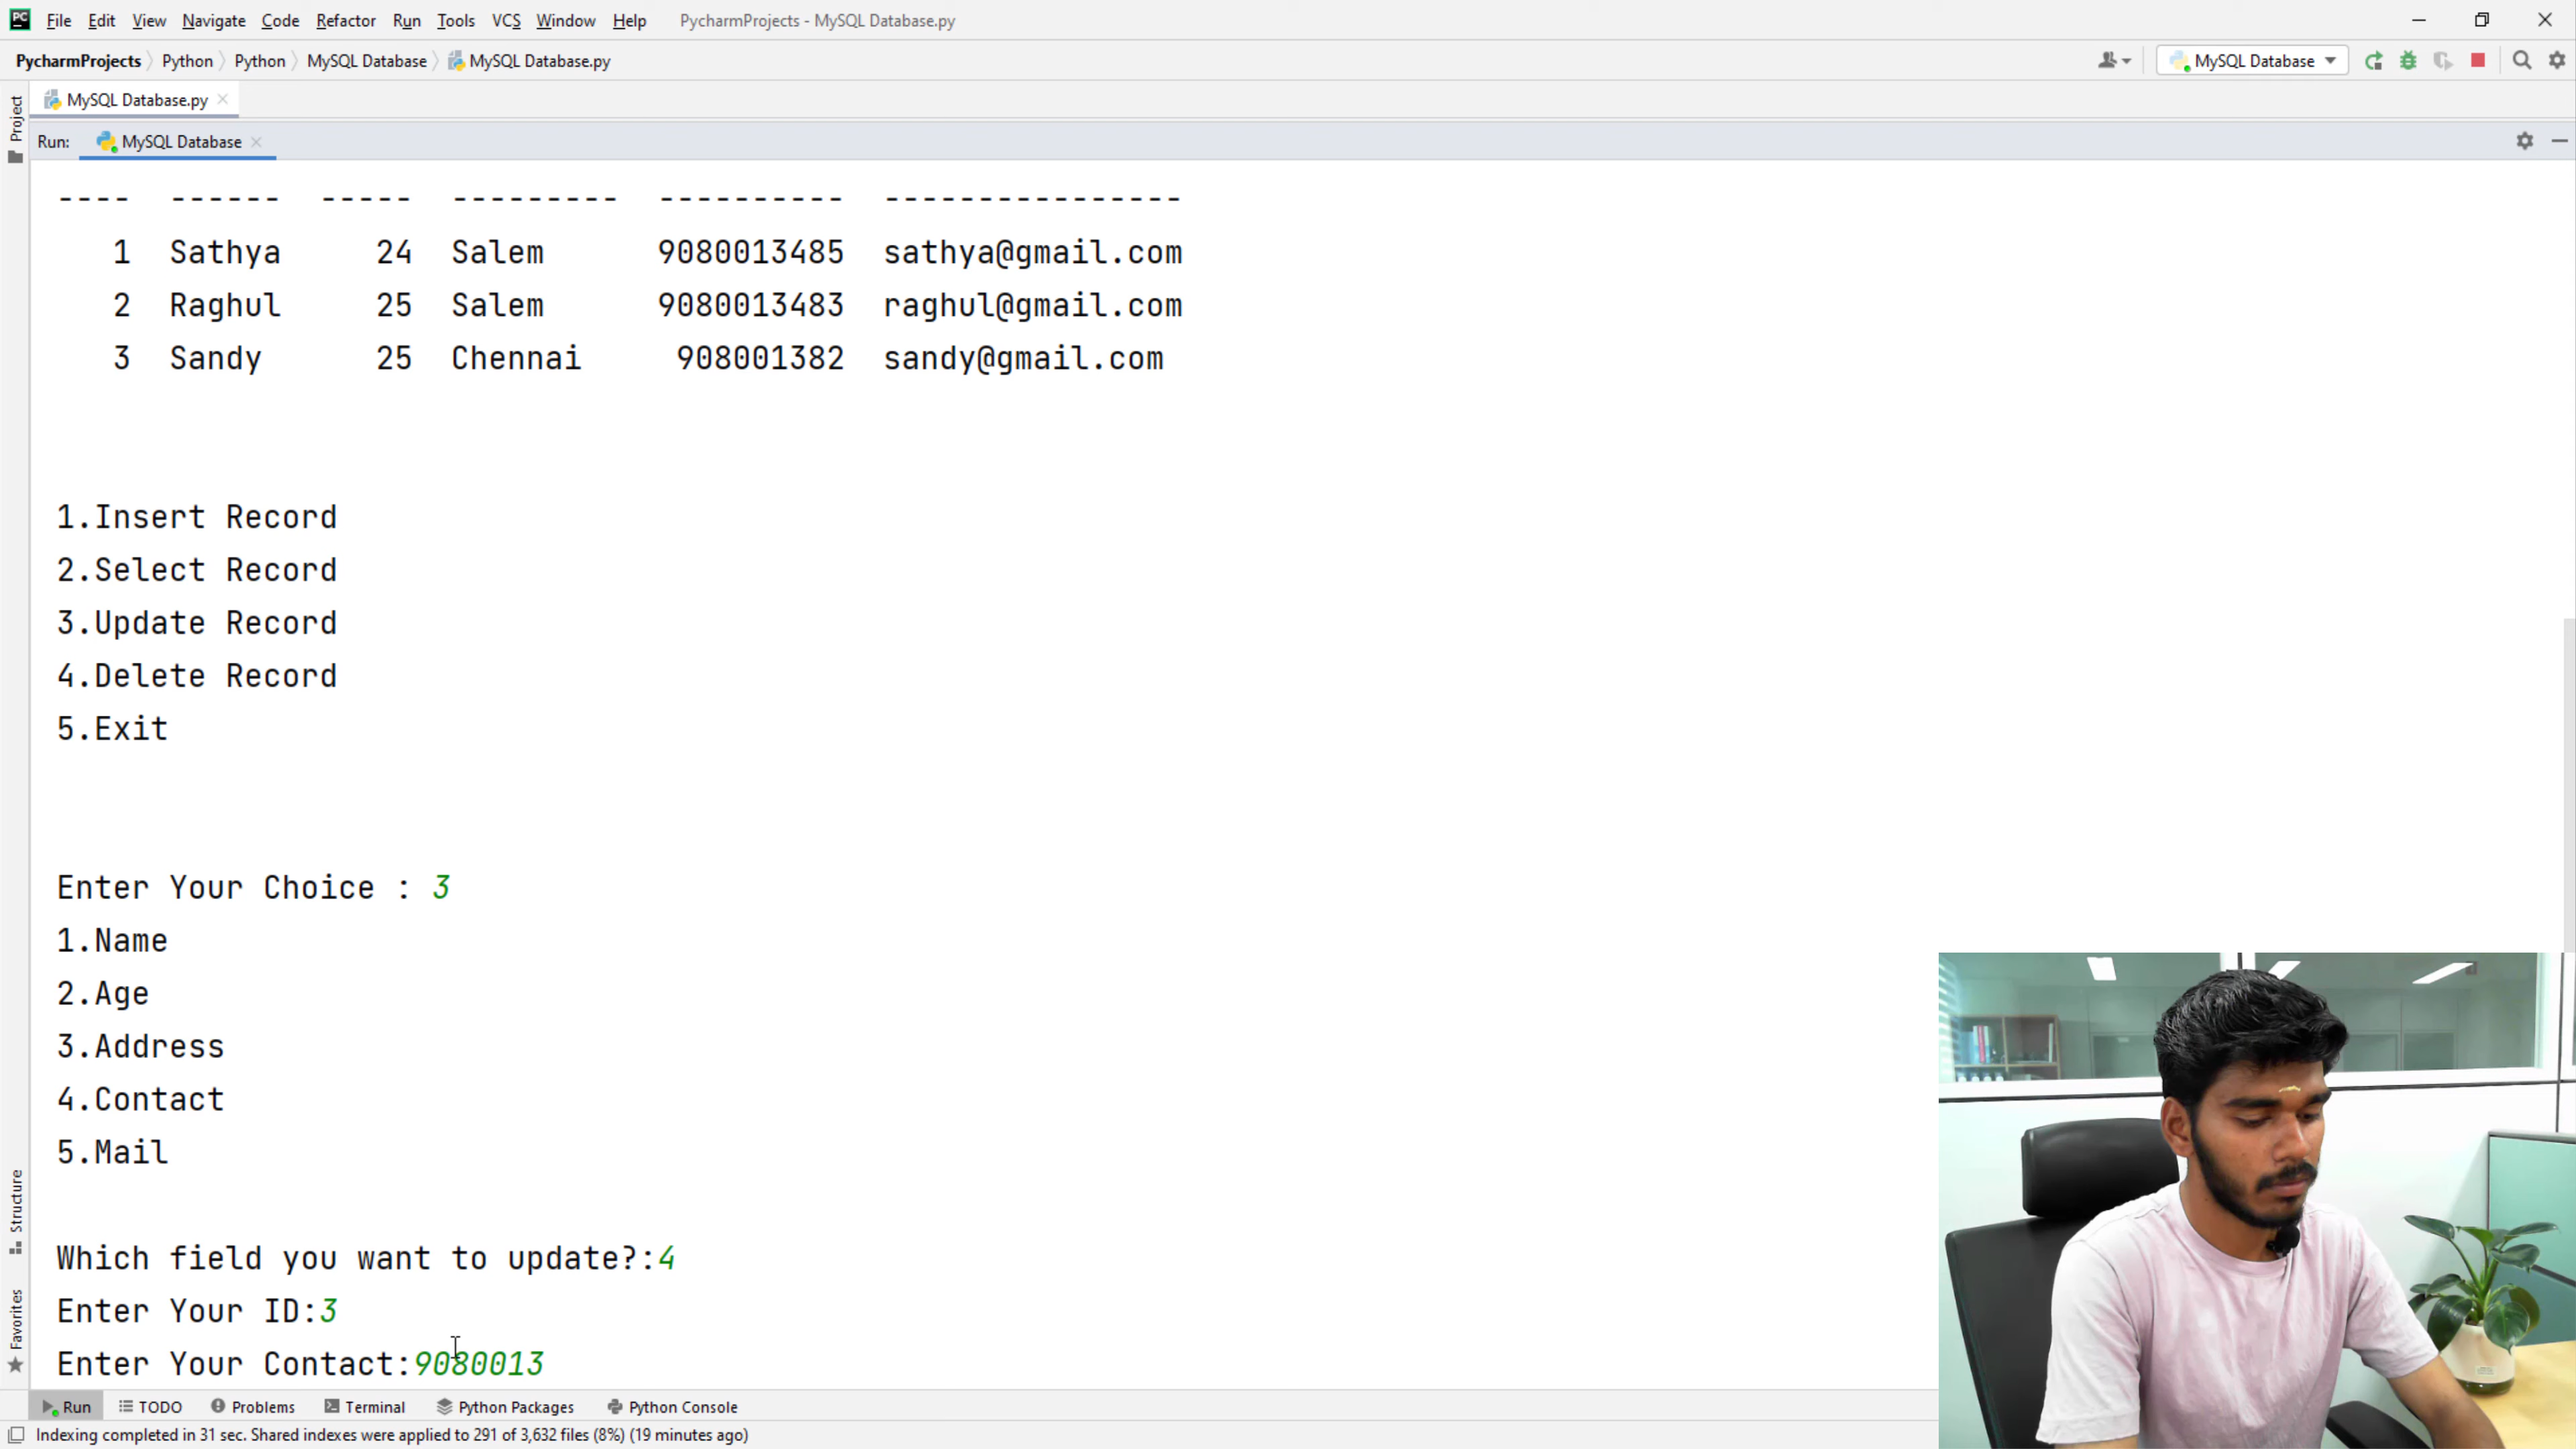 PC File Edit View Navigate Code Refactor Run Tools VCS Window Help PycharmProjects - MySQL Database.py
PycharmProjects Python Python MySQL Database MySQL Database.py MySQL Database
Project
MySQL Database.py
Run: MySQL Database
---- ------ ----- --------- ---------- ----------------
1 Sathya 24 Salem 9080013485 sathya@gmail.com
2 Raghul 25 Salem 9080013483 raghul@gmail.com
3 Sandy 25 Chennai 908001382 sandy@gmail.com
1.Insert Record
2.Select Record
3.Update Record
4.Delete Record
5.Exit
Enter Your Choice : 3
1.Name
2.Age
3.Address
4.Contact
5.Mail
Which field you want to update?:4
Enter Your ID:3
Enter Your Contact:9080013
Structure
Favorites
Run TODO Problems Terminal Python Packages Python Console
Indexing completed in 31 sec. Shared indexes were applied to 291 of 3,632 files (8%) (19 minutes ago)